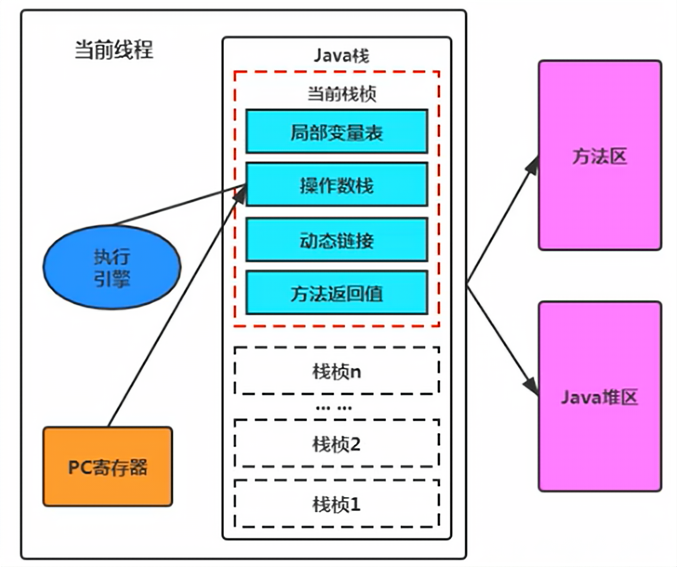 当前线程
Java栈
当前栈桢
局部变量表
操作数栈
动态链接
方法返回值
执行
引擎
PC寄存器
栈桢n
... ...
栈桢2
栈桢1
方法区
Java堆区